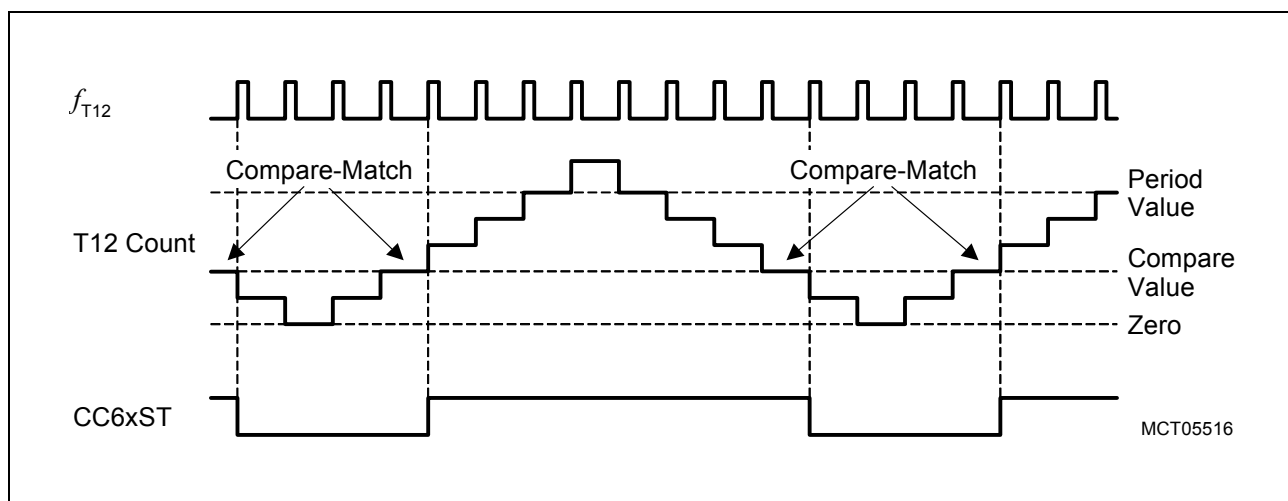 fT12
Compare-Match
Compare-Match
Period
Value
T12 Count
Compare
Value
Zero
CC6xST
MCT05516